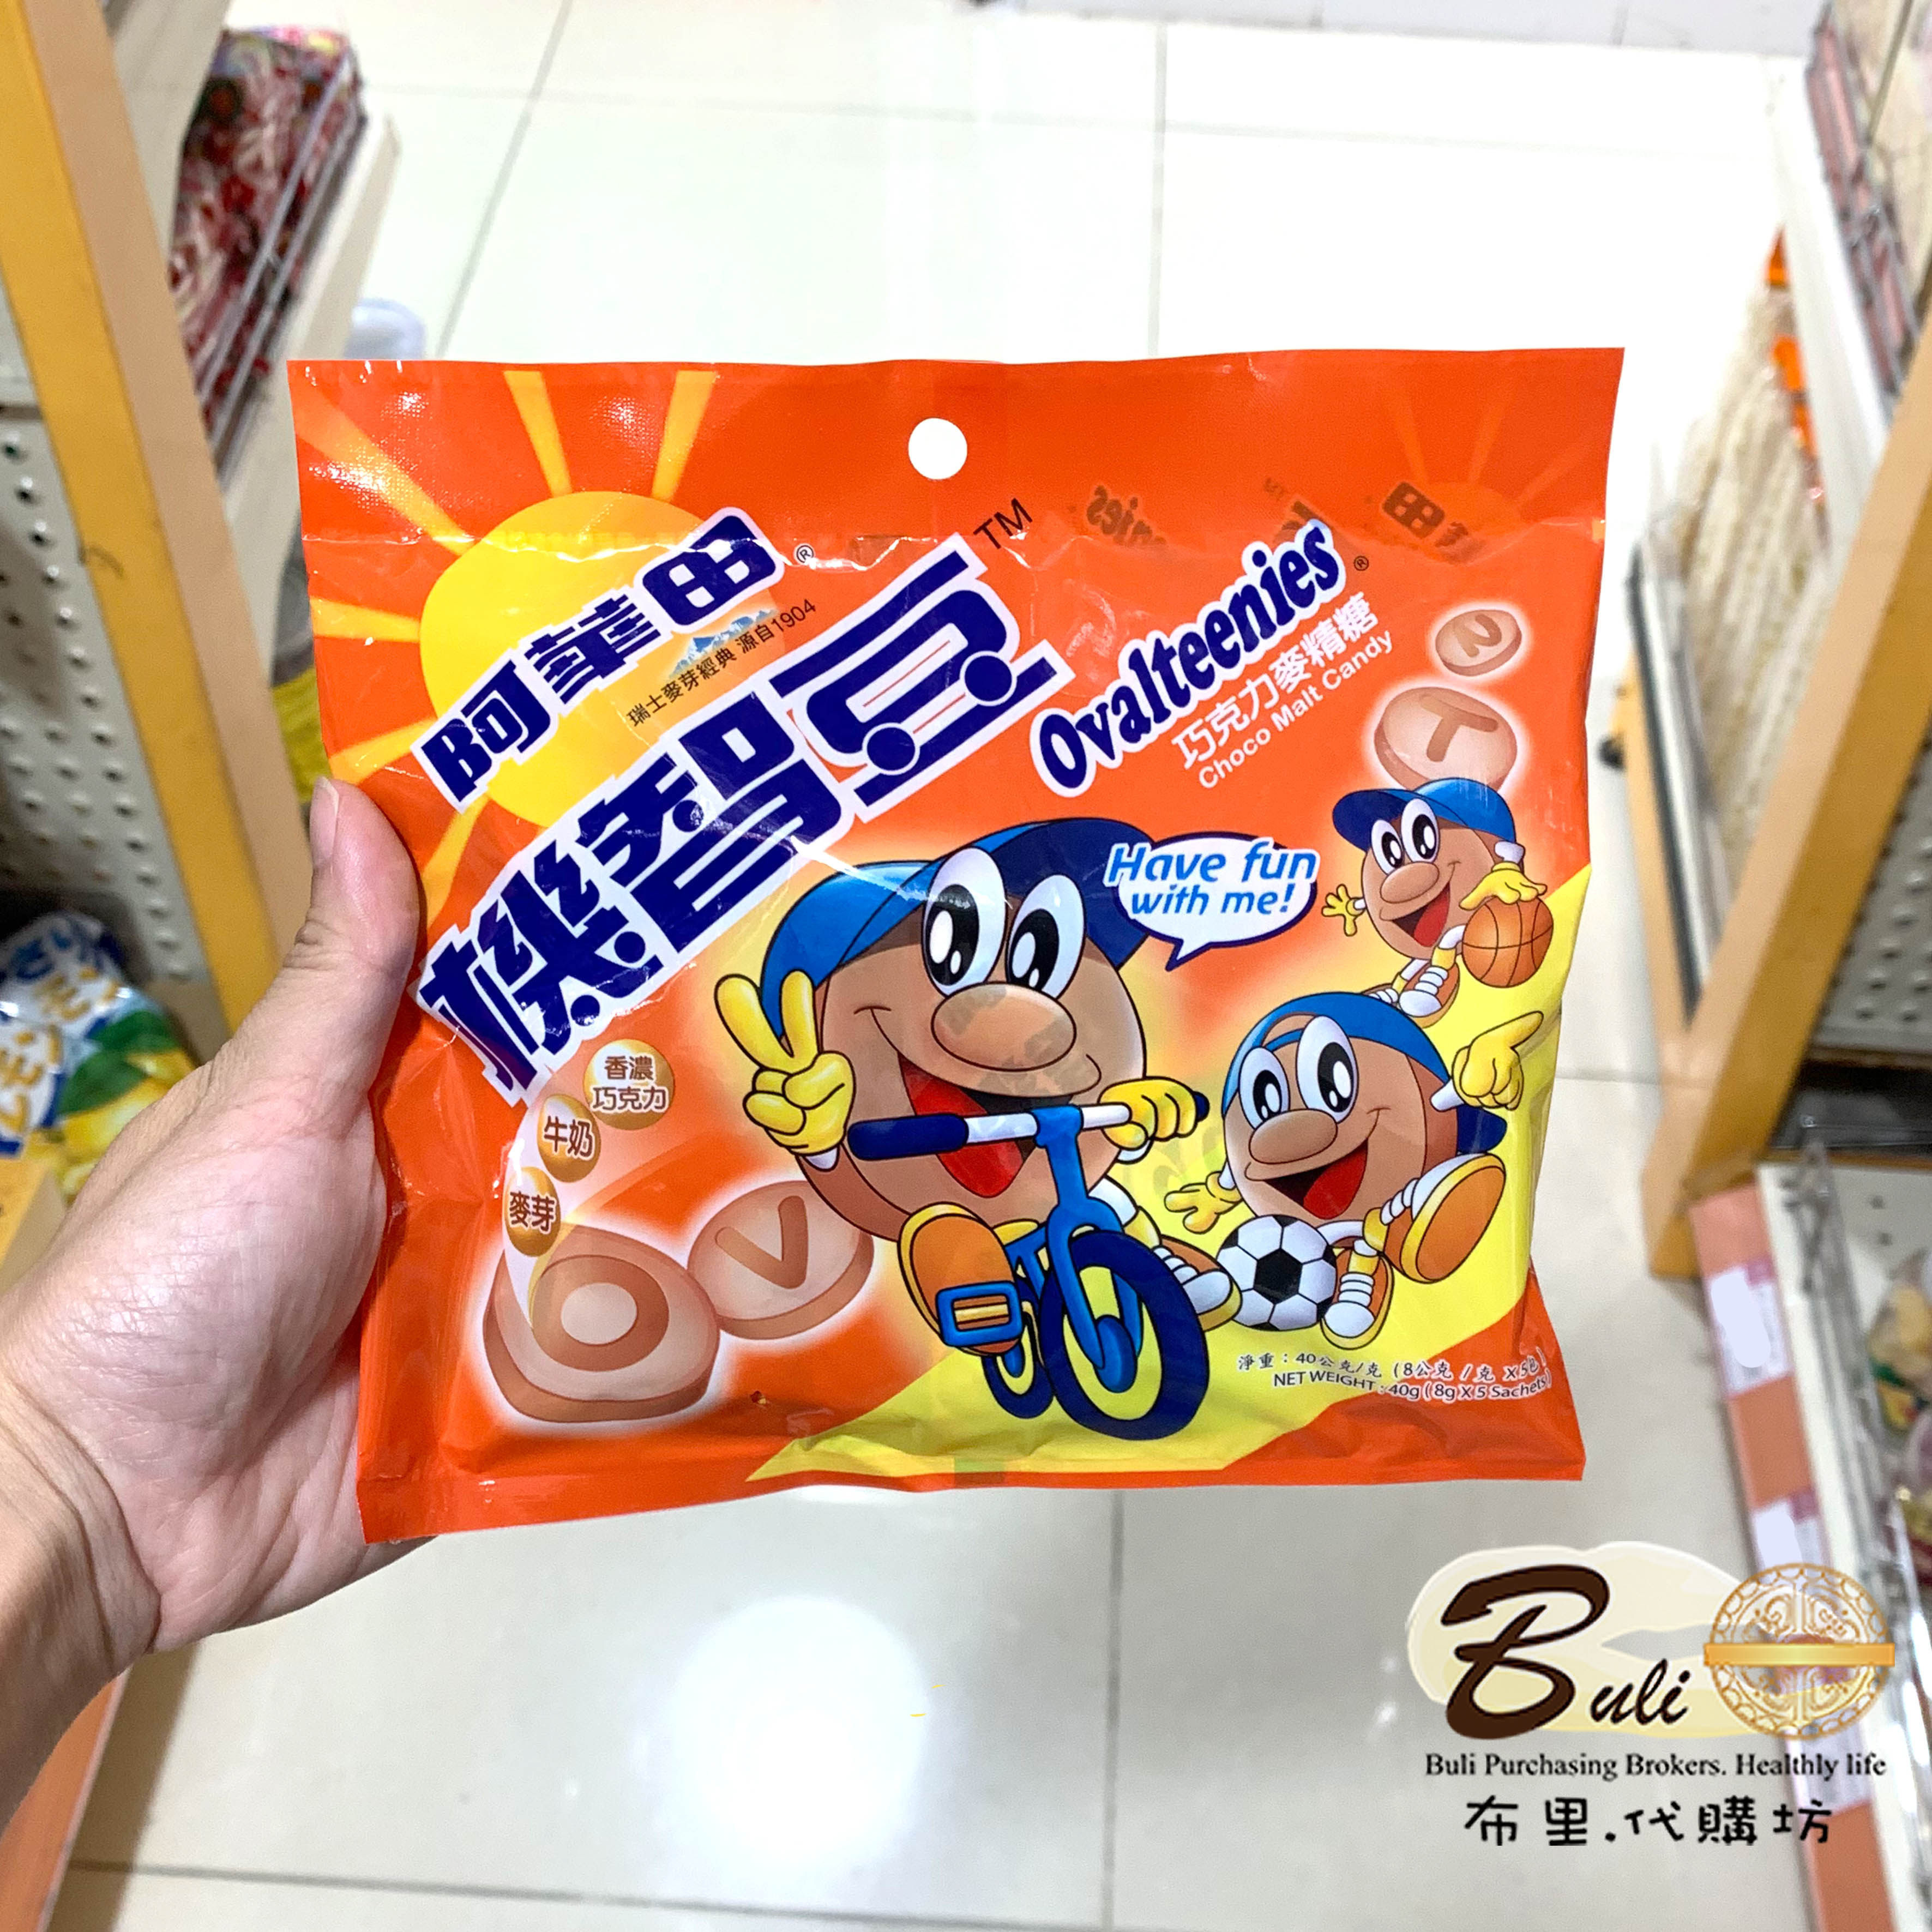 阿華田®
瑞士麥芽經典 源自1904
機智豆™
Ovalteenies®
巧克力麥精糖
Choco Malt Candy
N
T
Have fun
with me!
香濃
巧克力
牛奶
麥芽
O
V
淨重：40公克/克 (8公克/克 X5包)
NET WEIGHT : 40g ( 8g X 5 Sachets)
Buli
Buli Purchasing Brokers. Healthly life
布里.代購坊